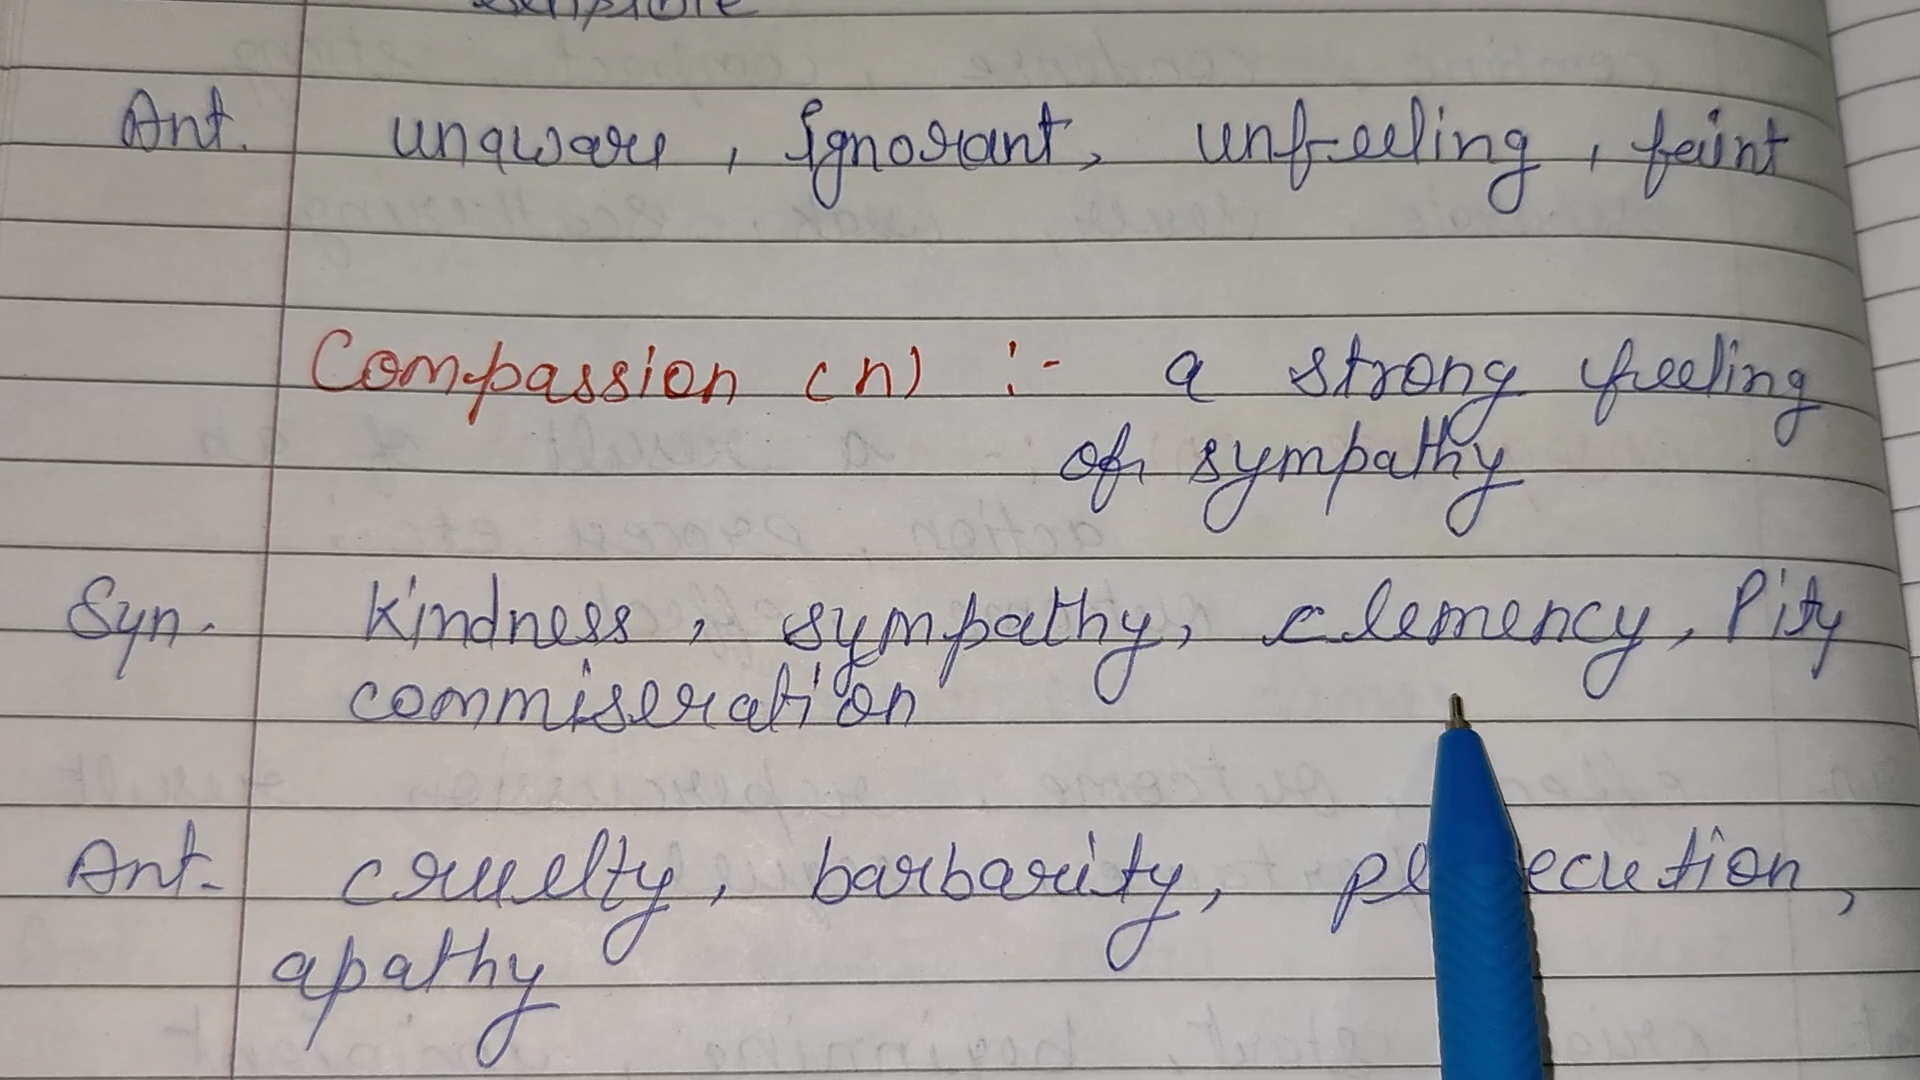 Ant. unaware, ignorant, unfeeling, faint
Compassion (n) :- a strong feeling
of sympathy
Syn. kindness, sympathy, clemency, Pity
commiseration
Ant. cruelty, barbarity,
apathy